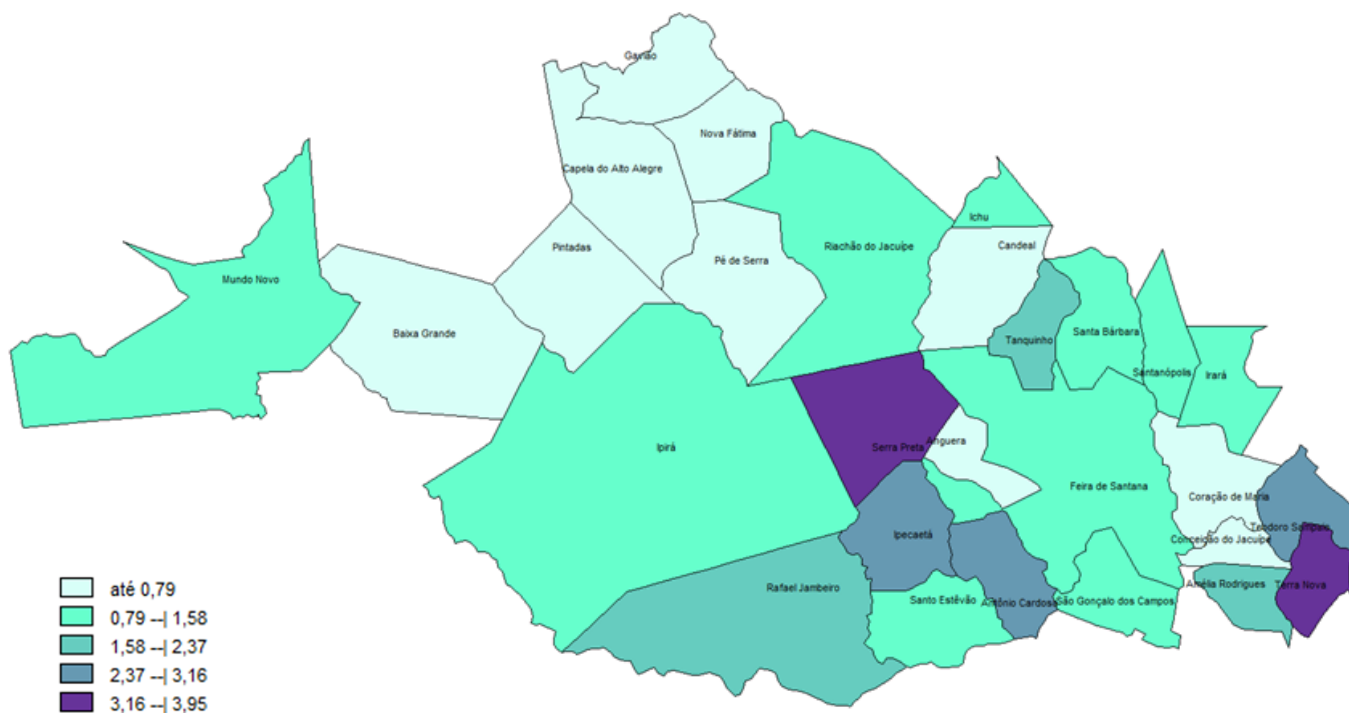 Gavião
Nova Fátima
Capela do Alto Alegre
Ichu
Pintadas
Riachão do Jacuípe
Candeal
Pé de Serra
Mundo Novo
Baixa Grande
Tanquinho
Santa Bárbara
Santanópolis
Irará
Ipirá
Serra Preta
Anguera
Feira de Santana
Coração de Maria
Teodoro Sampaio
Ipecaetá
Conceição do Jacuípe
Rafael Jambeiro
Amélia Rodrigues
Terra Nova
Santo Estêvão
Antônio Cardoso
São Gonçalo dos Campos
até 0,79
0,79 --| 1,58
1,58 --| 2,37
2,37 --| 3,16
3,16 --| 3,95